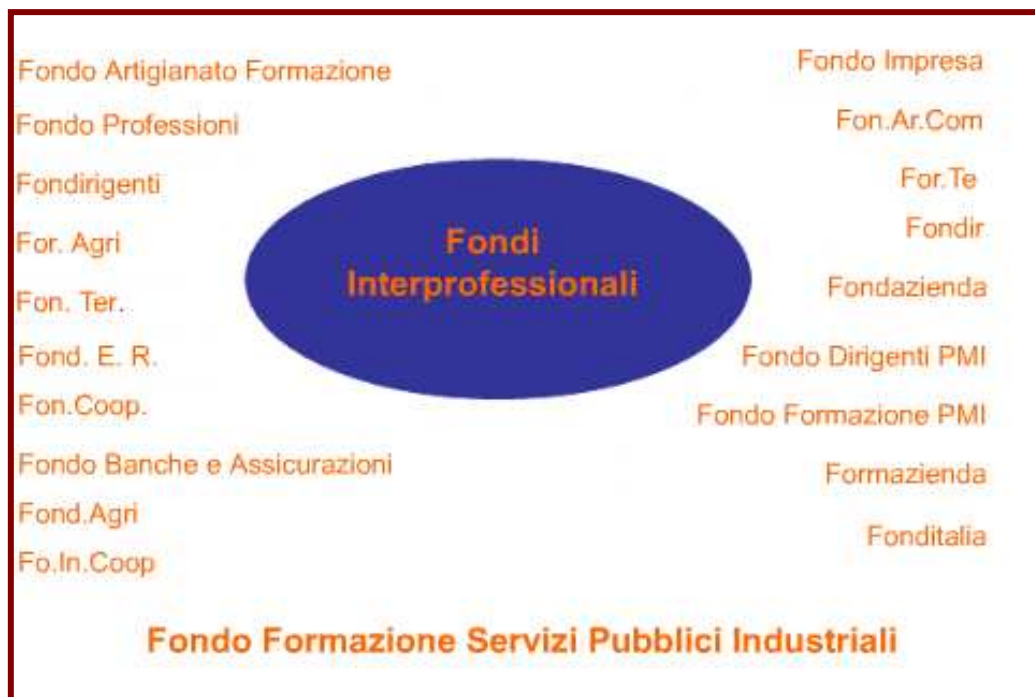 Fondo Artigianato Formazione
Fondo Professioni
Fondirigenti
For. Agri
Fon. Ter.
Fond. E. R.
Fon.Coop.
Fondo Banche e Assicurazioni
Fond.Agri
Fo.In.Coop
Fondi
Interprofessionali
Fondo Impresa
Fon.Ar.Com
For.Te
Fondir
Fondazienda
Fondo Dirigenti PMI
Fondo Formazione PMI
Formazienda
Fonditalia
Fondo Formazione Servizi Pubblici Industriali